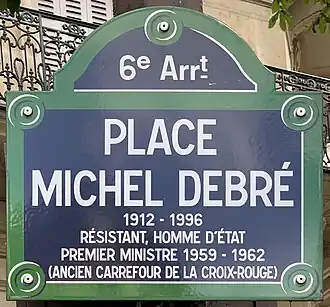 6e Arrt
PLACE
MICHEL DEBRÉ
1912 - 1996
RÉSISTANT, HOMME D'ÉTAT
PREMIER MINISTRE 1959 - 1962
(ANCIEN CARREFOUR DE LA CROIX-ROUGE)